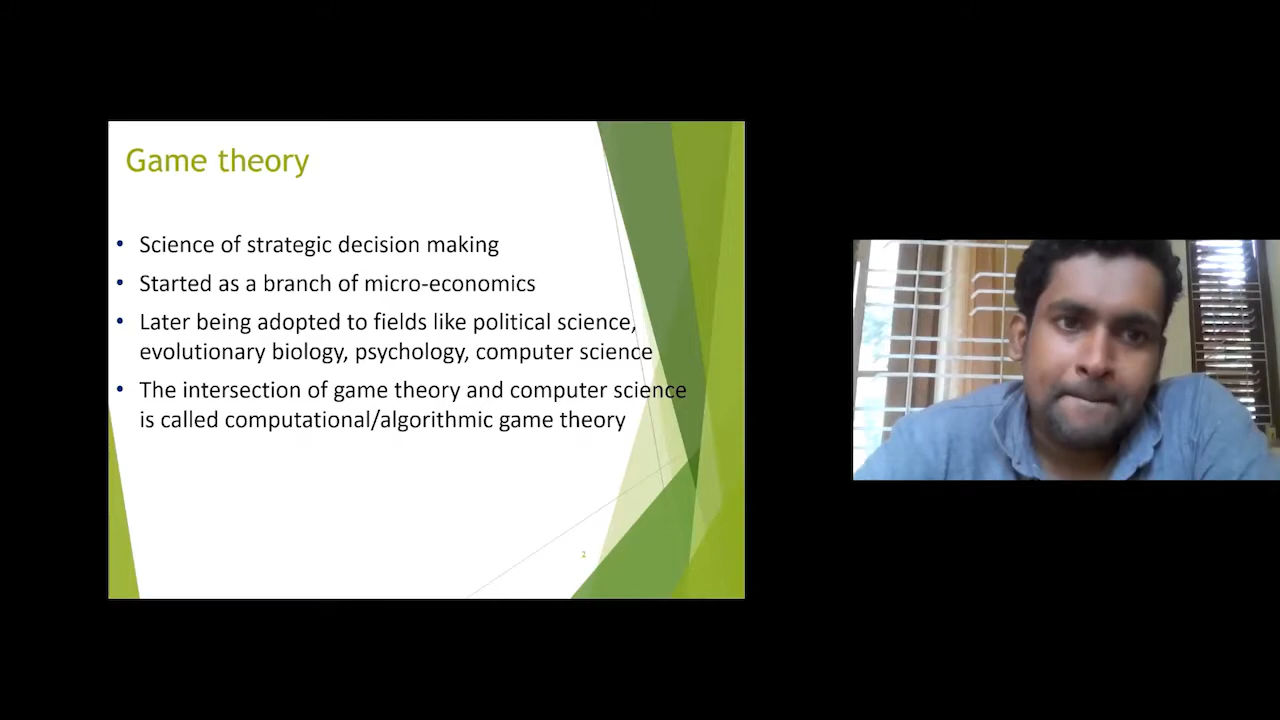 Game theory
• Science of strategic decision making
• Started as a branch of micro-economics
• Later being adopted to fields like political science,
evolutionary biology, psychology, computer science
• The intersection of game theory and computer science
is called computational/algorithmic game theory
2